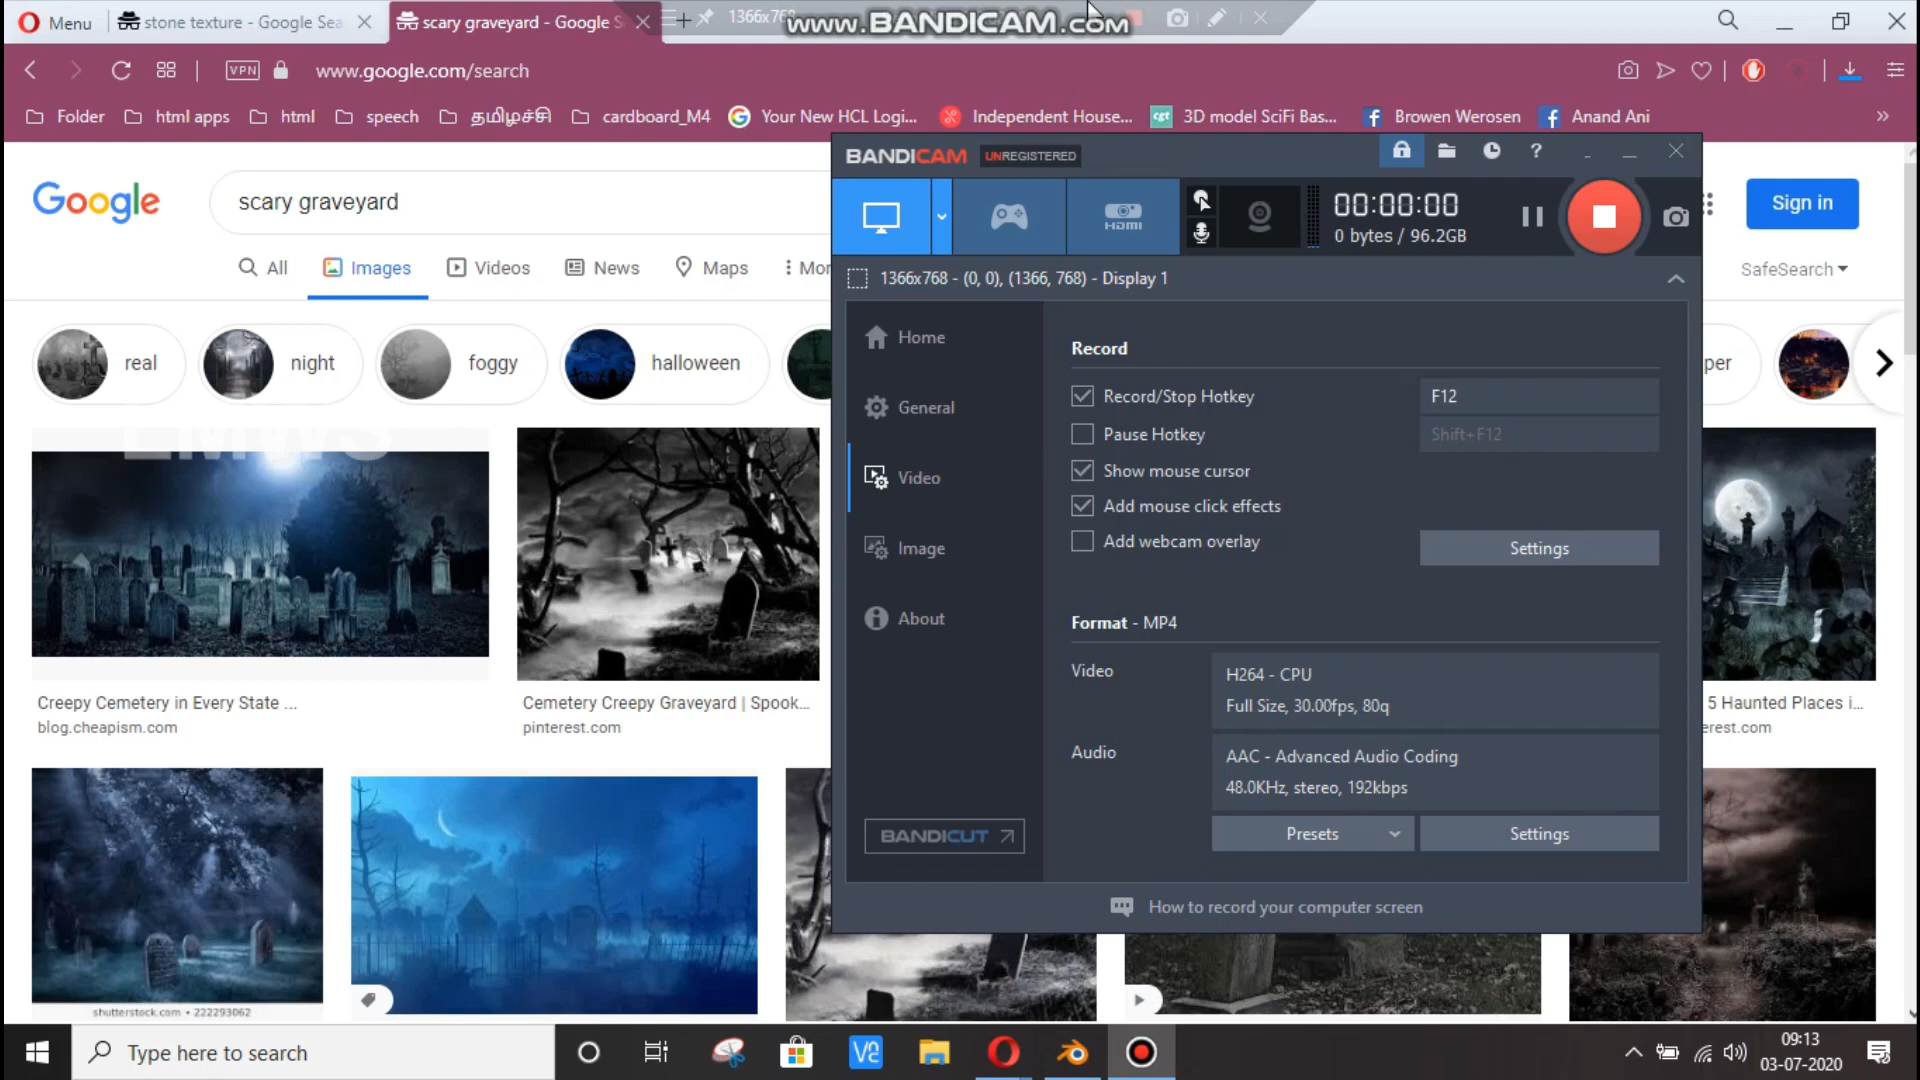 Menu
stone texture - Google Sea
scary graveyard - Google S
1366x768
www.BANDICAM.com
VPN
www.google.com/search
Folder
html apps
html
speech
தமிழச்சி
cardboard_M4
Your New HCL Logi...
Independent House...
3D model SciFi Bas...
Browen Werosen
Anand Ani
Google
scary graveyard
Sign in
All
Images
Videos
News
Maps
Mor
SafeSearch
real
night
foggy
halloween
per
Creepy Cemetery in Every State ...
blog.cheapism.com
Cemetery Creepy Graveyard | Spook...
pinterest.com
5 Haunted Places i...
erest.com
shutterstock.com • 222293062
BANDICAM UNREGISTERED
HDMI
00:00:00
0 bytes / 96.2GB
1366x768 - (0, 0), (1366, 768) - Display 1
Home
General
Video
Image
About
BANDICUT
Record
Record/Stop Hotkey
F12
Pause Hotkey
Shift+F12
Show mouse cursor
Add mouse click effects
Add webcam overlay
Settings
Format - MP4
Video
H264 - CPU
Full Size, 30.00fps, 80q
Audio
AAC - Advanced Audio Coding
48.0KHz, stereo, 192kbps
Presets
Settings
How to record your computer screen
Type here to search
09:13
03-07-2020